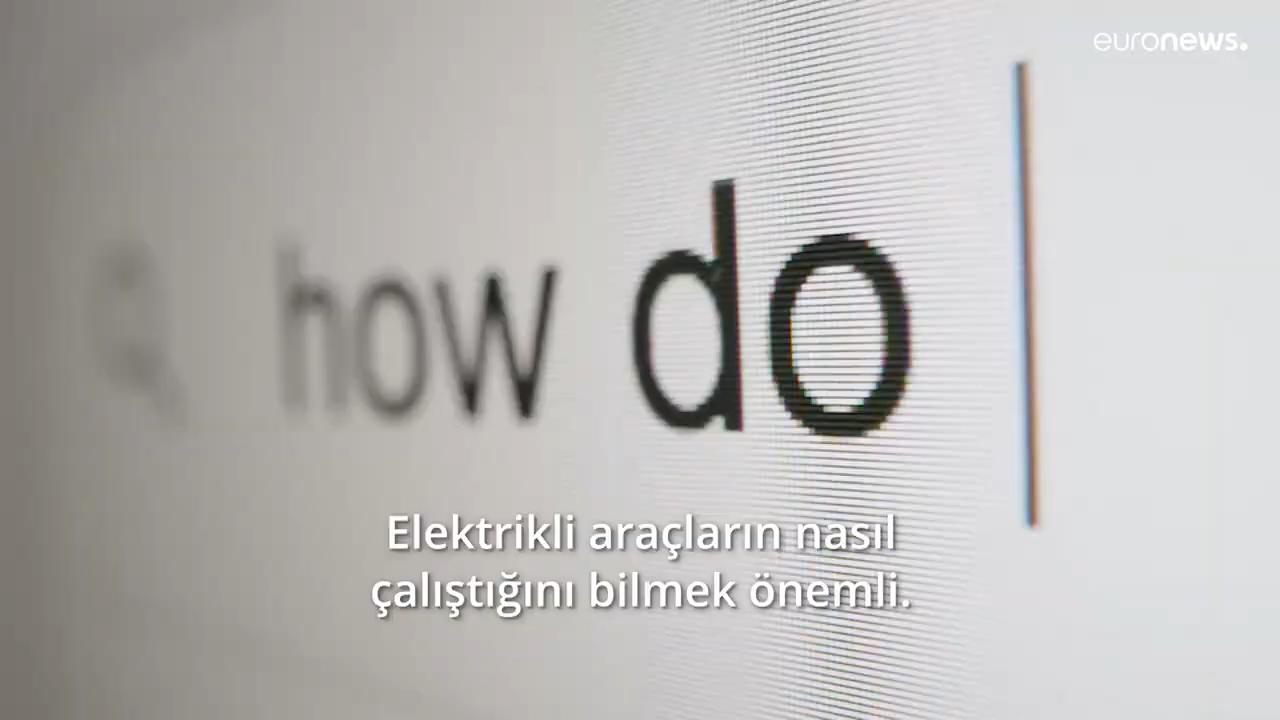 euronews.
how do
Elektrikli araçların nasıl
çalıştığını bilmek önemli.